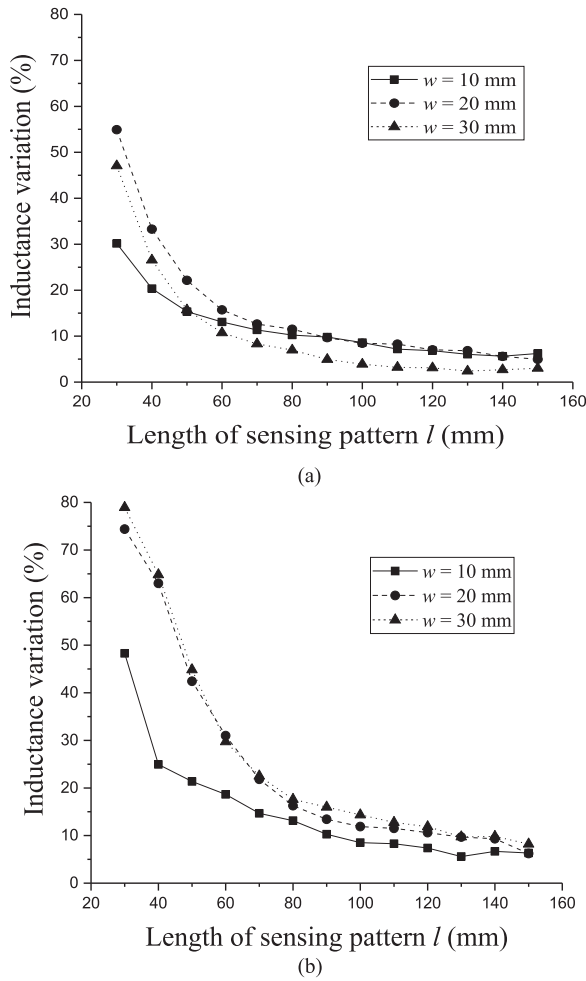 80
70
60
50
40
30
20
10
0
Inductance variation (%)
w = 10 mm
w = 20 mm
w = 30 mm
20 40 60 80 100 120 140 160
Length of sensing pattern l (mm)
(a)
80
70
60
50
40
30
20
10
0
Inductance variation (%)
w = 10 mm
w = 20 mm
w = 30 mm
20 40 60 80 100 120 140 160
Length of sensing pattern l (mm)
(b)